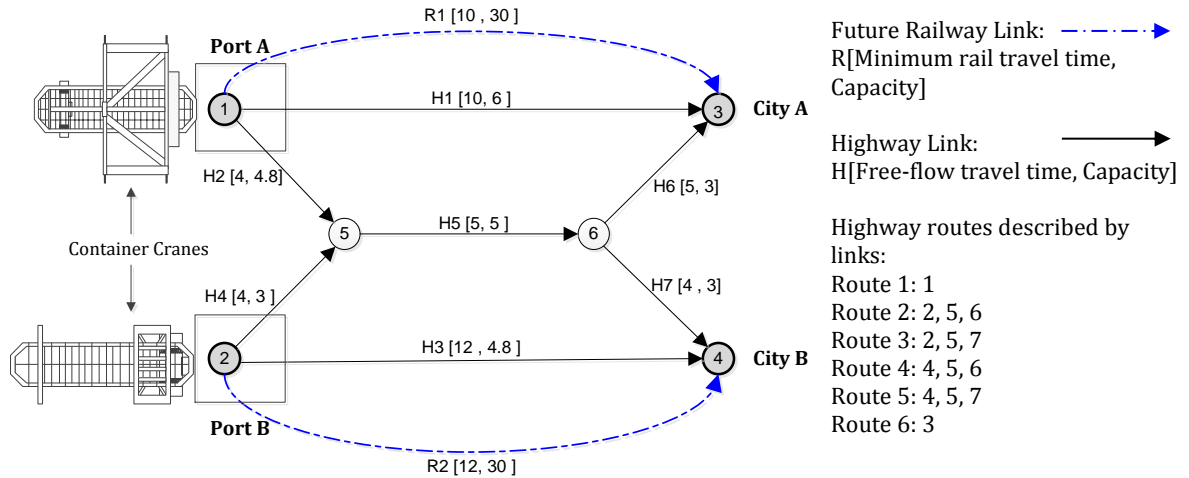 R1 [10 , 30 ]
Port A
1
H1 [10, 6 ]
3
City A
H2 [4, 4.8]
H6 [5, 3]
Container Cranes
5
H5 [5, 5 ]
6
H4 [4, 3 ]
H7 [4 , 3]
2
H3 [12 , 4.8 ]
4
City B
Port B
R2 [12, 30 ]
Future Railway Link:
R[Minimum rail travel time,
Capacity]
Highway Link:
H[Free-flow travel time, Capacity]
Highway routes described by
links:
Route 1: 1
Route 2: 2, 5, 6
Route 3: 2, 5, 7
Route 4: 4, 5, 6
Route 5: 4, 5, 7
Route 6: 3